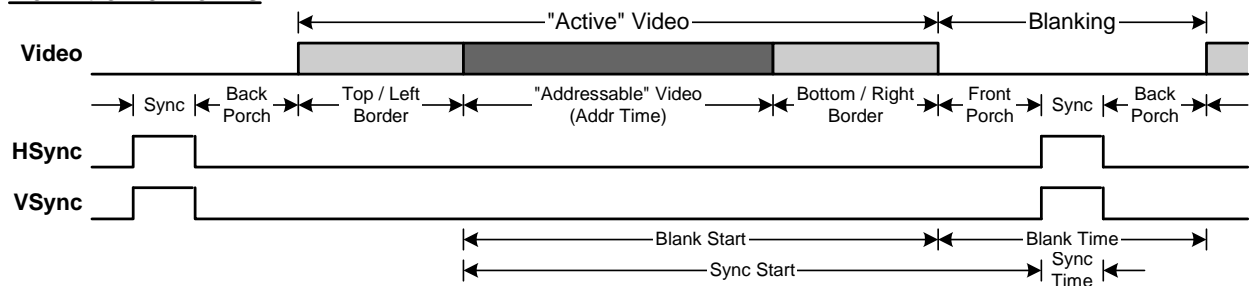 "Active" Video
Blanking
Video
Sync
Back
Porch
Top / Left
Border
"Addressable" Video
(Addr Time)
Bottom / Right
Border
Front
Porch
Sync
Back
Porch
HSync
VSync
Blank Start
Blank Time
Sync Start
Sync
Time